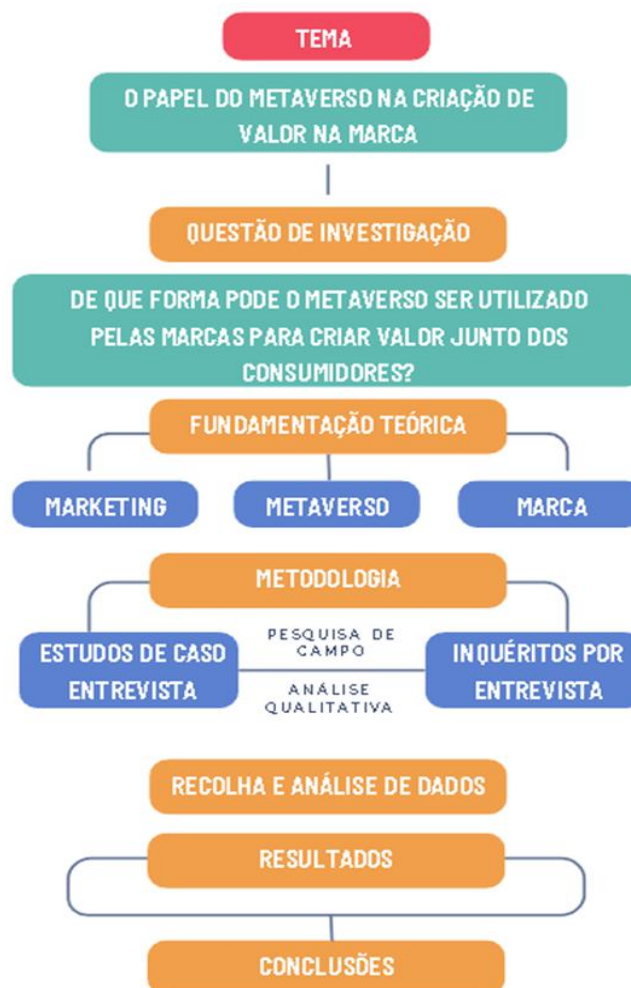 TEMA
O PAPEL DO METAVERSO NA CRIAÇÃO DE
VALOR NA MARCA
QUESTÃO DE INVESTIGAÇÃO
DE QUE FORMA PODE O METAVERSO SER UTILIZADO
PELAS MARCAS PARA CRIAR VALOR JUNTO DOS
CONSUMIDORES?
FUNDAMENTAÇÃO TEÓRICA
MARKETING
METAVERSO
MARCA
METODOLOGIA
ESTUDOS DE CASO
ENTREVISTA
PESQUISA DE
CAMPO
ANÁLISE
QUALITATIVA
INQUÉRITOS POR
ENTREVISTA
RECOLHA E ANÁLISE DE DADOS
RESULTADOS
CONCLUSÕES